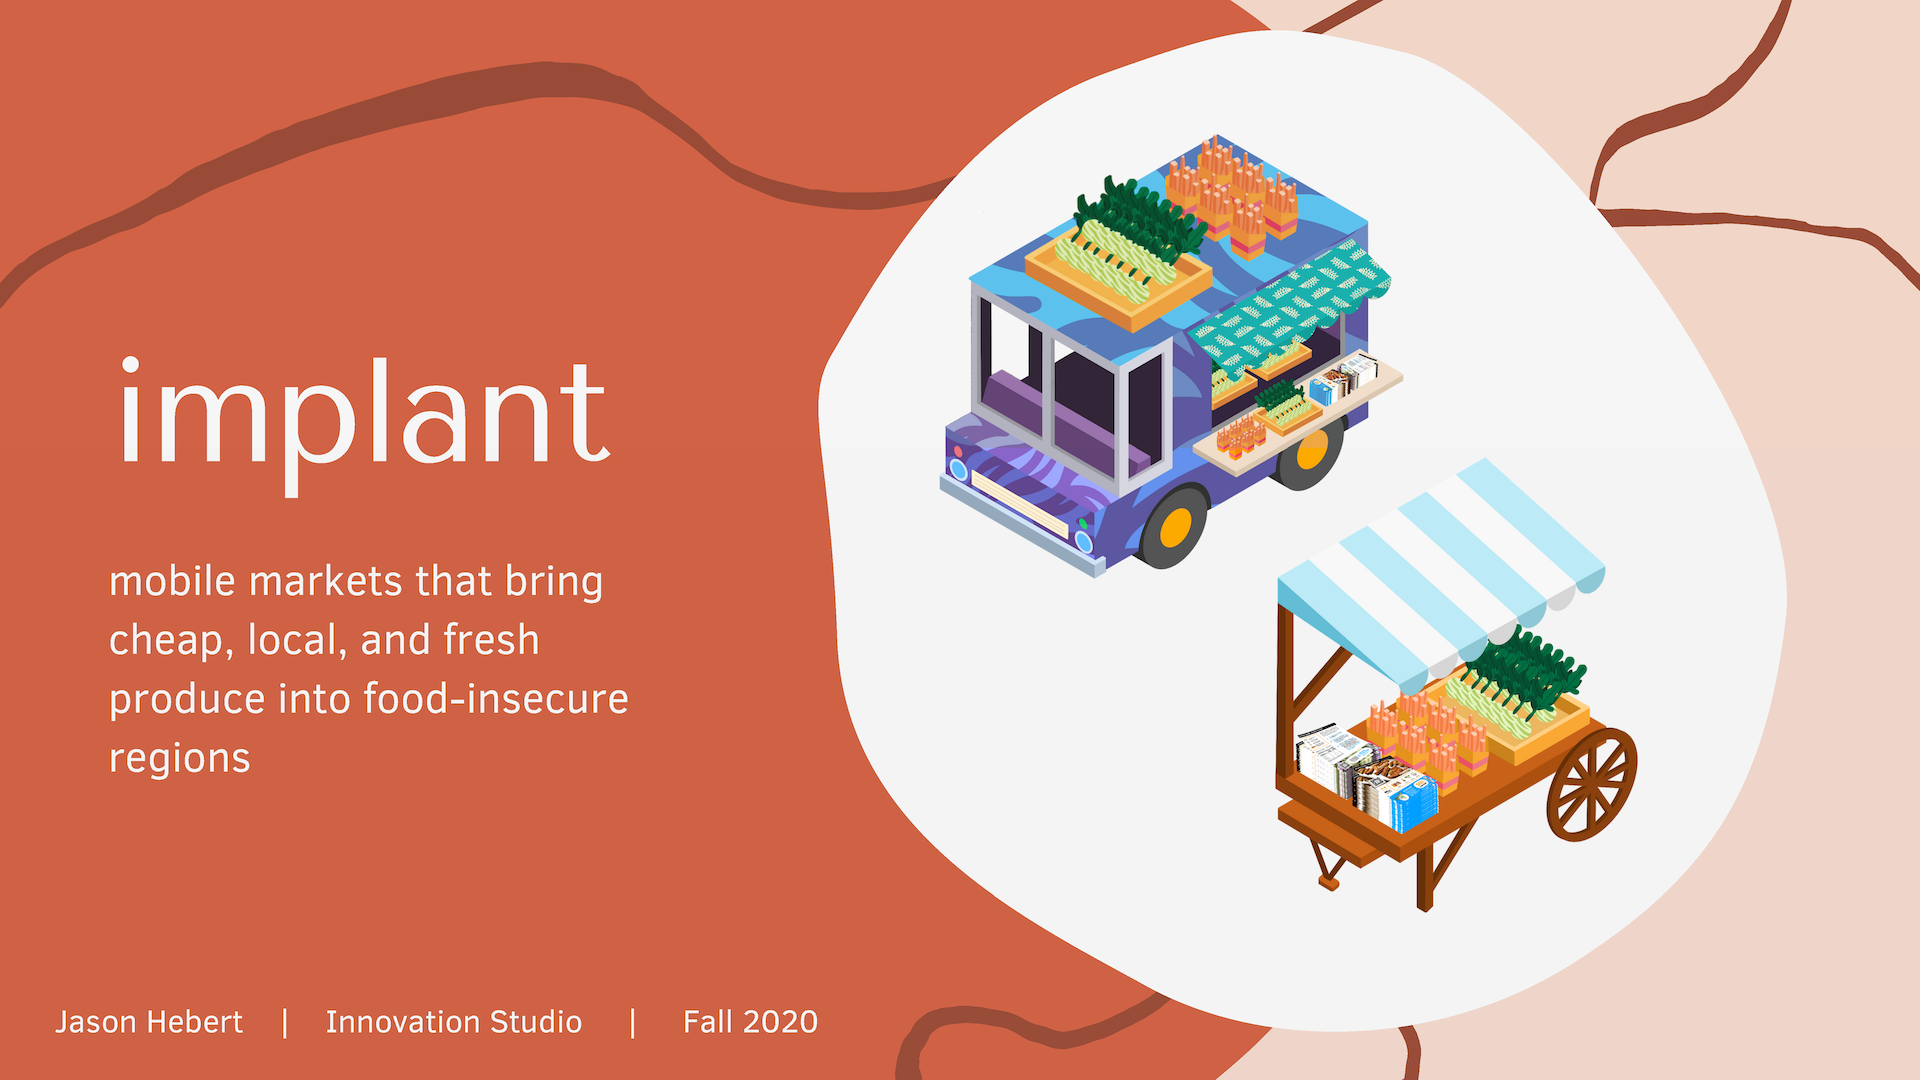 implant
mobile markets that bring
cheap, local, and fresh
produce into food-insecure
regions
Jason Hebert | Innovation Studio | Fall 2020